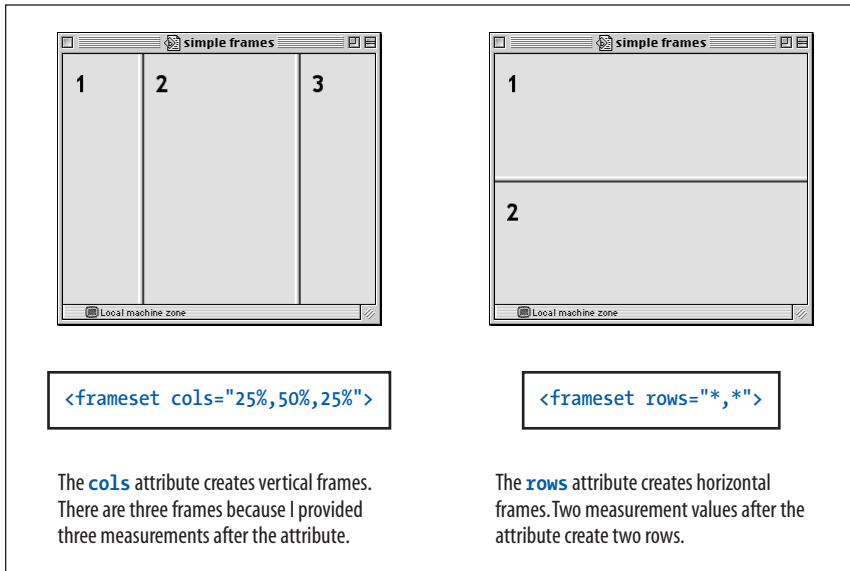 simple frames
1
2
3
Local machine zone
<frameset cols="25%,50%,25%">
The cols attribute creates vertical frames.
There are three frames because I provided
three measurements after the attribute.
simple frames
1
2
Local machine zone
<frameset rows="*,*">
The rows attribute creates horizontal
frames. Two measurement values after the
attribute create two rows.